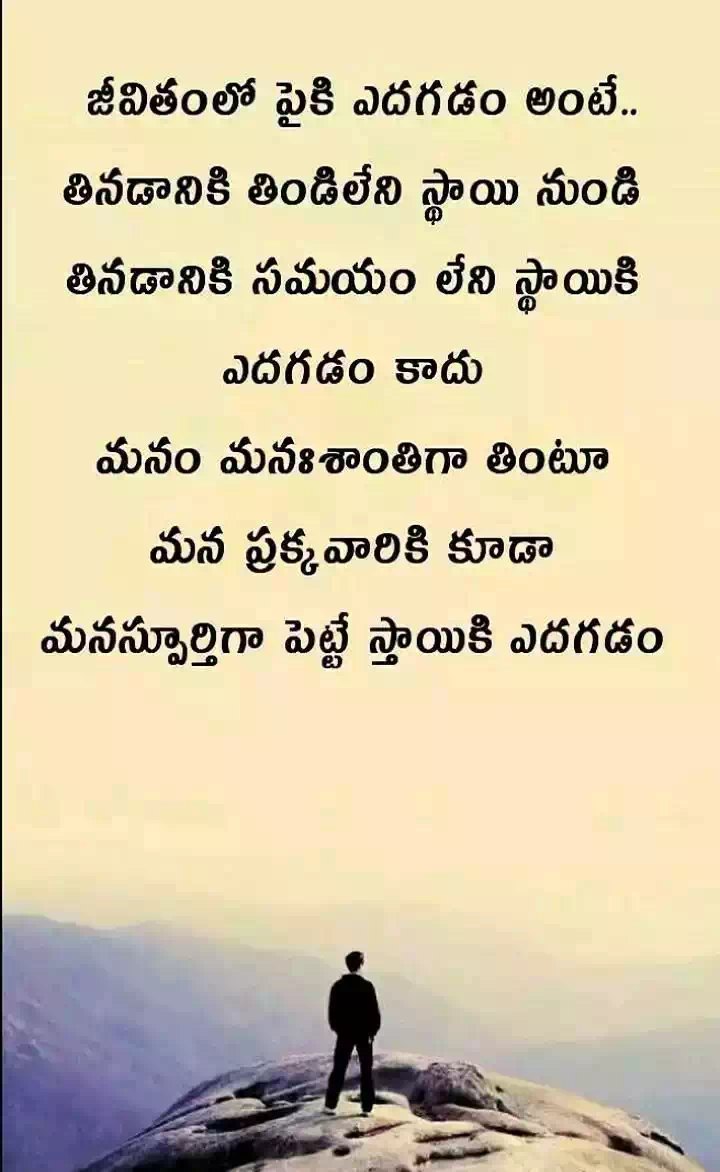 జీవితంలో పైకి ఎదగడం అంటే..
తినడానికి తిండిలేని స్థాయి నుండి
తినడానికి సమయం లేని స్థాయికి
ఎదగడం కాదు
మనం మనఃశాంతిగా తింటూ
మన ప్రక్కవారికి కూడా
మనస్పూర్తిగా పెట్టే స్తాయికి ఎదగడం